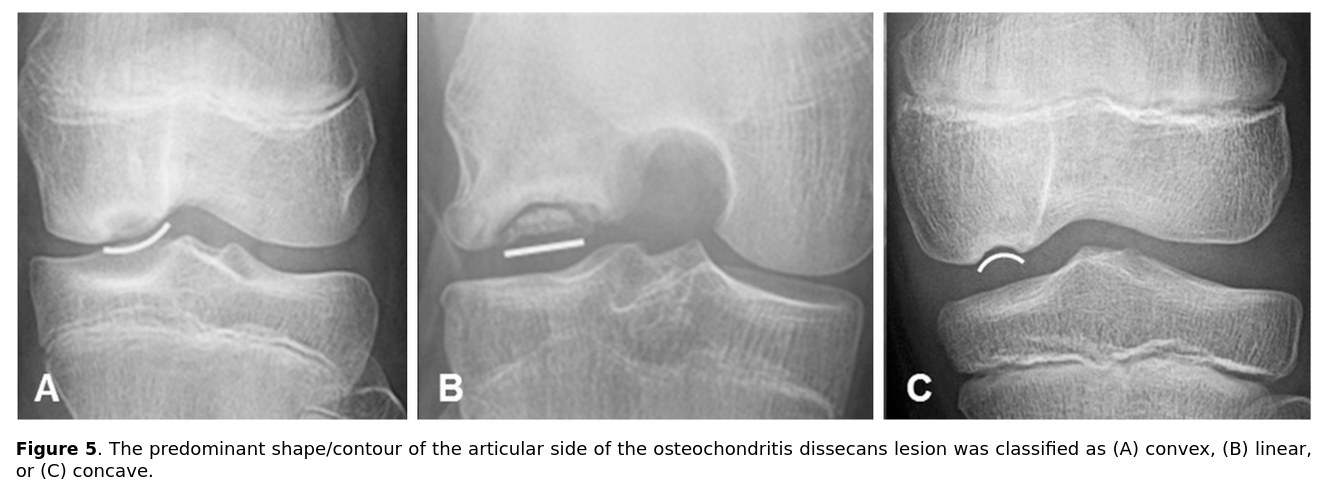 A
B
C
Figure 5. The predominant shape/contour of the articular side of the osteochondritis dissecans lesion was classified as (A) convex, (B) linear,
or (C) concave.